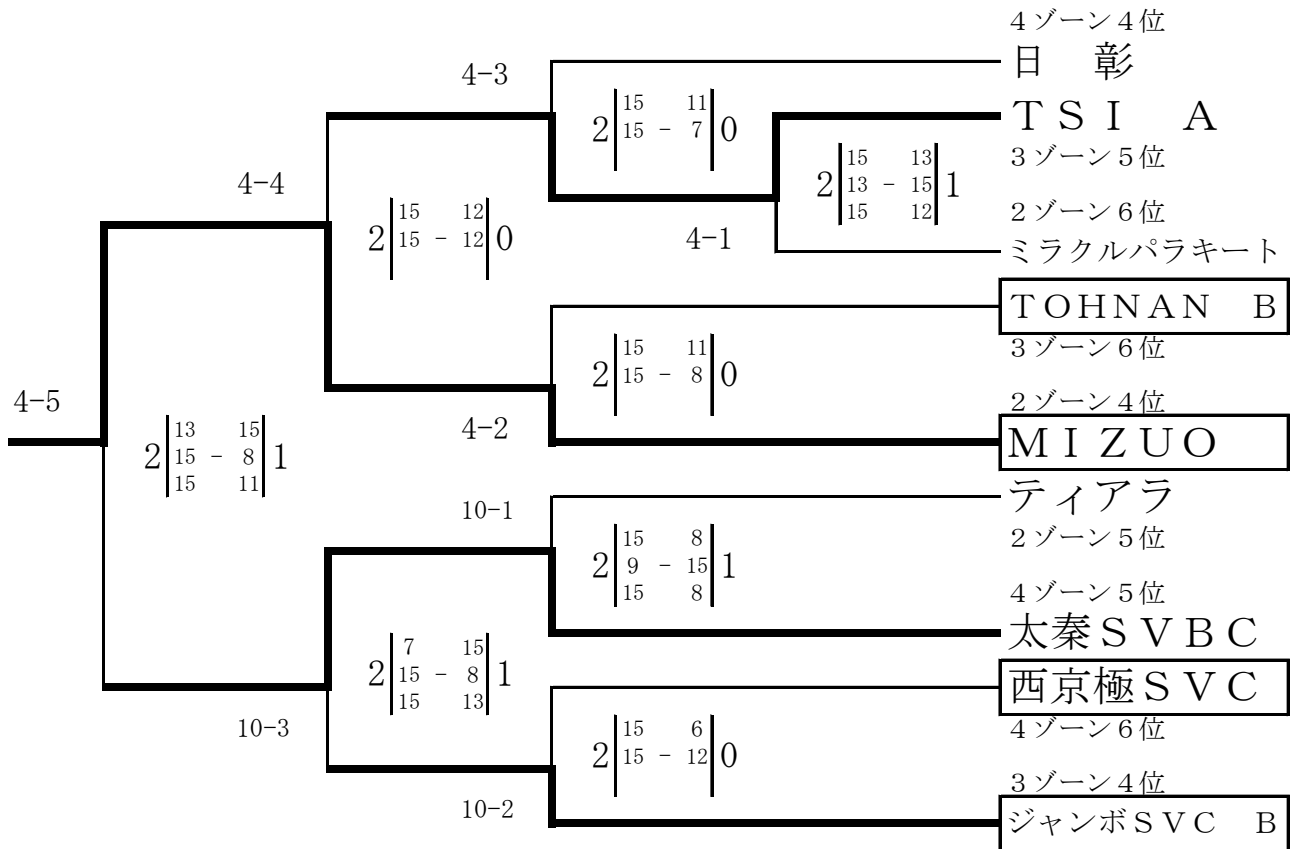 4ゾーン4位
日　彰
4-3
2 15 11 0
15 - 7
ＴＳＩ　Ａ
3ゾーン5位
2 15 13 1
13 - 15
15 12
4-4
2ゾーン6位
2 15 12 0
15 - 12
4-1
ミラクルパラキート
ＴＯＨＮＡＮ　Ｂ
3ゾーン6位
2 15 11 0
15 - 8
2ゾーン4位
4-5
4-2
ＭＩＺＵＯ
2 13 15 1
15 - 8
15 11
ティアラ
10-1
2ゾーン5位
2 15 8 1
9 - 15
15 8
4ゾーン5位
太秦ＳＶＢＣ
2 7 15 1
15 - 8
15 13
西京極ＳＶＣ
10-3
4ゾーン6位
2 15 6 0
15 - 12
3ゾーン4位
10-2
ジャンボＳＶＣ　Ｂ